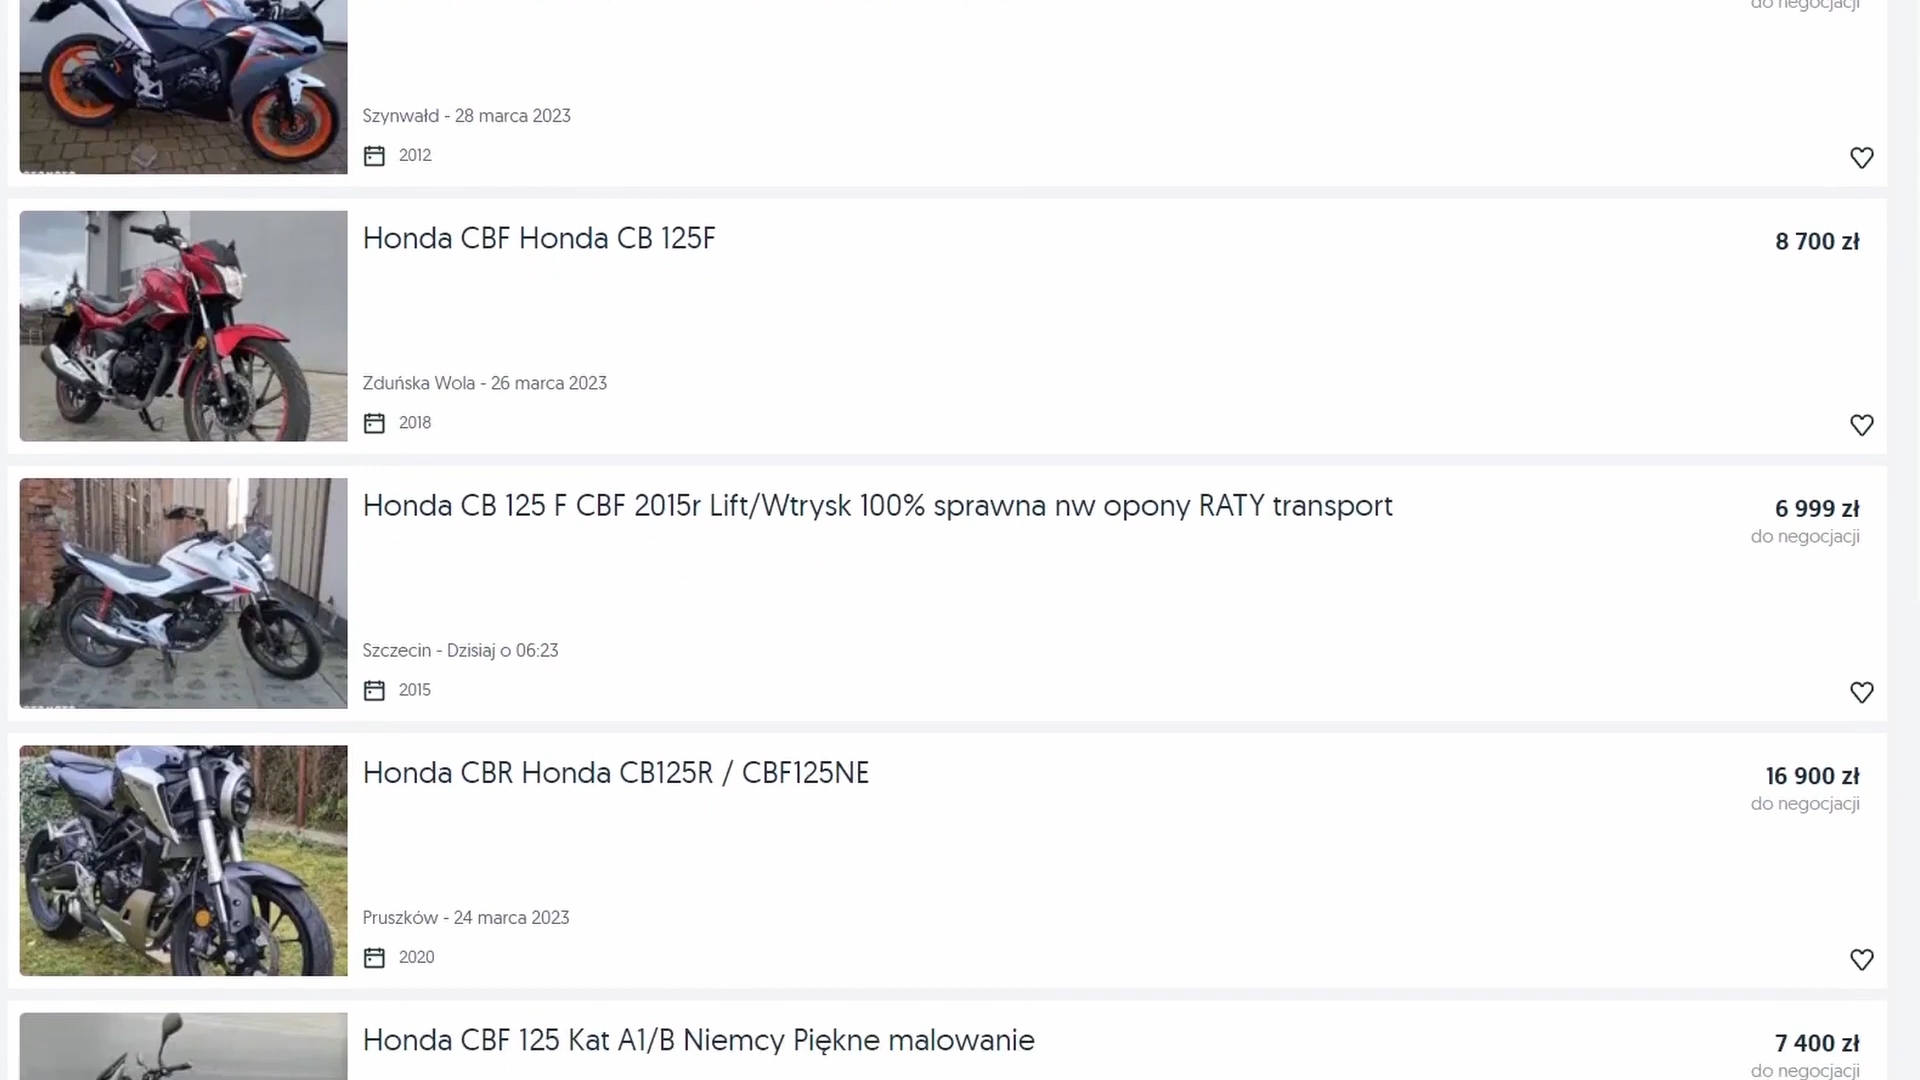 do negocjacji
Szynwałd - 28 marca 2023
2012
Honda CBF Honda CB 125F
8 700 zł
Zduńska Wola - 26 marca 2023
2018
Honda CB 125 F CBF 2015r Lift/Wtrysk 100% sprawna nw opony RATY transport
6 999 zł
do negocjacji
Szczecin - Dzisiaj o 06:23
2015
Honda CBR Honda CB125R / CBF125NE
16 900 zł
do negocjacji
Pruszków - 24 marca 2023
2020
Honda CBF 125 Kat A1/B Niemcy Piękne malowanie
7 400 zł
do negocjacji